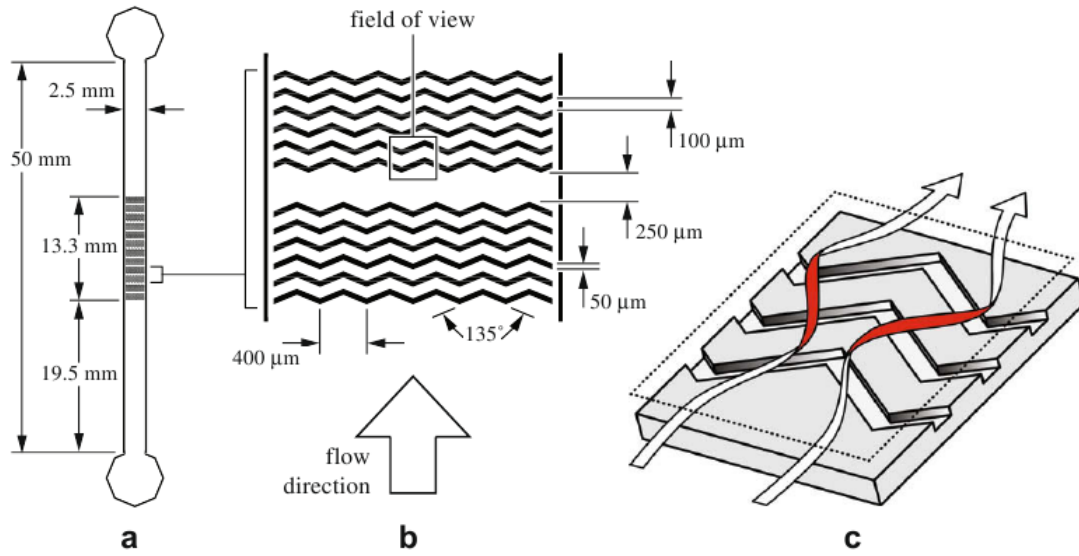 field of view
2.5 mm
100 µm
50 mm
250 µm
13.3 mm
50 µm
135°
400 µm
19.5 mm
flow
direction
a
b
c